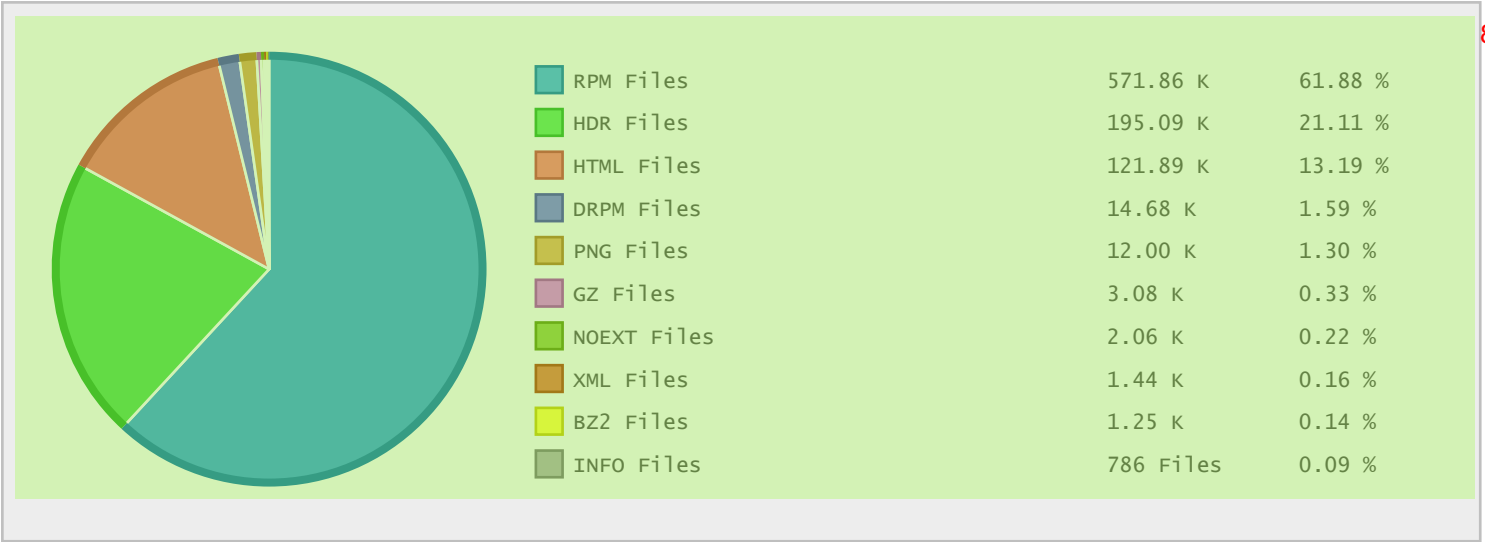 RPM Files 571.86 K 61.88 %
HDR Files 195.09 K 21.11 %
HTML Files 121.89 K 13.19 %
DRPM Files 14.68 K 1.59 %
PNG Files 12.00 K 1.30 %
GZ Files 3.08 K 0.33 %
NOEXT Files 2.06 K 0.22 %
XML Files 1.44 K 0.16 %
BZ2 Files 1.25 K 0.14 %
INFO Files 786 Files 0.09 %